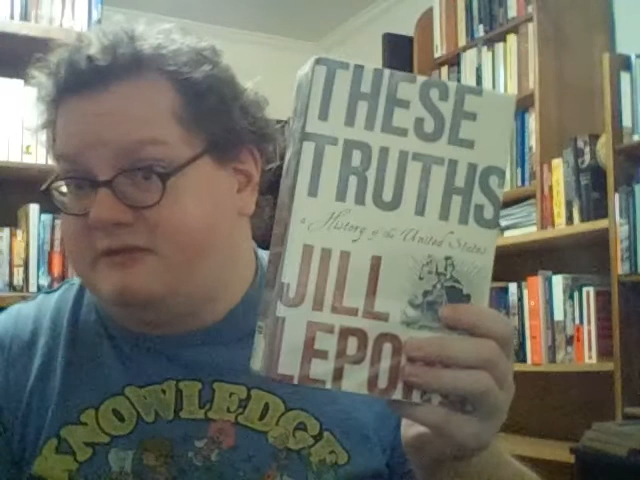 THESE
TRUTHS
a History of the United States
JILL
LEPO
KNOWLEDGE